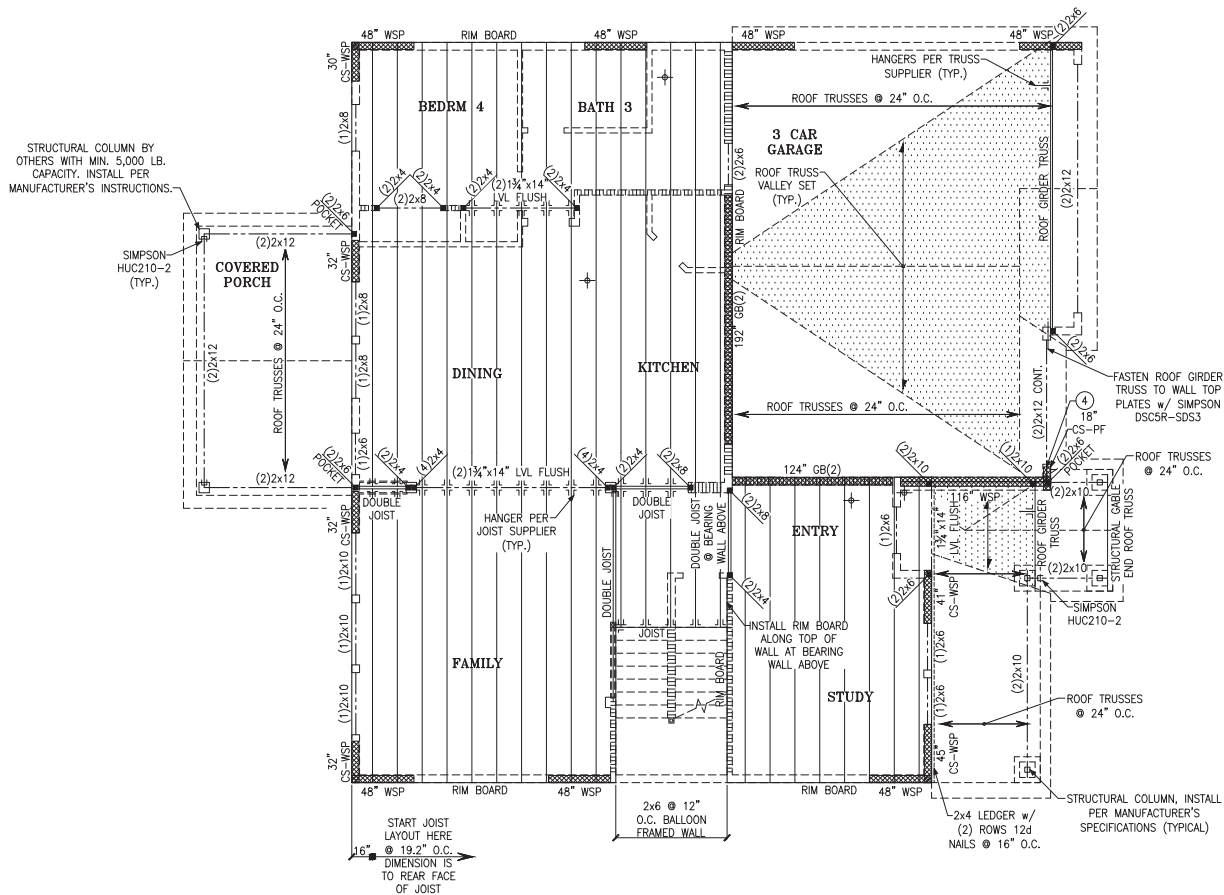 48" WSP
RIM BOARD
48" WSP
48" WSP
48" WSP
(2)2x6
30"
CS-WSP
HANGERS PER TRUSS
SUPPLIER (TYP.)
BEDRM 4
BATH 3
ROOF TRUSSES @ 24" O.C.
(1)2x8
3 CAR
GARAGE
STRUCTURAL COLUMN BY
OTHERS WITH MIN. 5,000 LB.
CAPACITY. INSTALL PER
MANUFACTURER'S INSTRUCTIONS.
(2)2x4
(2)2x4
(2)2x8
(2)2x4
(2)1¾"x14"
LVL FLUSH
(2)2x4
(2)2x6
RIM BOARD
ROOF TRUSS
VALLEY SET
(TYP.)
ROOF GIRDER TRUSS
(2)2x12
(2)2x6
POCKET
(2)2x12
SIMPSON
HUC210-2
(TYP.)
COVERED
PORCH
32"
CS-WSP
ROOF TRUSSES @ 24" O.C.
(2)2x12
(1)2x8
(1)2x8
192" GB(2)
(2)2x6
DINING
KITCHEN
FASTEN ROOF GIRDER
TRUSS TO WALL TOP
PLATES w/ SIMPSON
DSC5R-SDS3
ROOF TRUSSES @ 24" O.C.
(2)2x12 CONT.
4
18"
CS-PF
(1)2x6
(2)2x6
POCKET
(2)2x12
(2)2x4
(4)2x4
(2)1¾"x14" LVL FLUSH
(4)2x4
(2)2x4
(2)2x8
124" GB(2)
(2)2x10
(1)2x10
(2)2x6
POCKET
ROOF TRUSSES
@ 24" O.C.
DOUBLE
JOIST
HANGER PER
JOIST SUPPLIER
(TYP.)
DOUBLE
JOIST
DOUBLE JOIST
@ BEARING
WALL ABOVE
(2)2x8
116" WSP
(2)2x10
32"
CS-WSP
ENTRY
(1)2x6
1¾"x14"
LVL FLUSH
ROOF GIRDER
TRUSS
(2)2x10
STRUCTURAL GABLE
END ROOF TRUSS
(1)2x10
DOUBLE JOIST
(2)2x4
(2)2x6
41"
CS-WSP
SIMPSON
HUC210-2
JOIST
INSTALL RIM BOARD
ALONG TOP OF
WALL AT BEARING
WALL ABOVE
(1)2x10
FAMILY
RIM BOARD
STUDY
(1)2x6
(1)2x6
(2)2x10
ROOF TRUSSES
@ 24" O.C.
(1)2x10
32"
CS-WSP
45"
CS-WSP
48" WSP
RIM BOARD
48" WSP
RIM BOARD
48" WSP
2x6 @ 12"
O.C. BALLOON
FRAMED WALL
2x4 LEDGER w/
(2) ROWS 12d
NAILS @ 16" O.C.
STRUCTURAL COLUMN, INSTALL
PER MANUFACTURER'S
SPECIFICATIONS (TYPICAL)
16"
START JOIST
LAYOUT HERE
@ 19.2" O.C.
DIMENSION IS
TO REAR FACE
OF JOIST